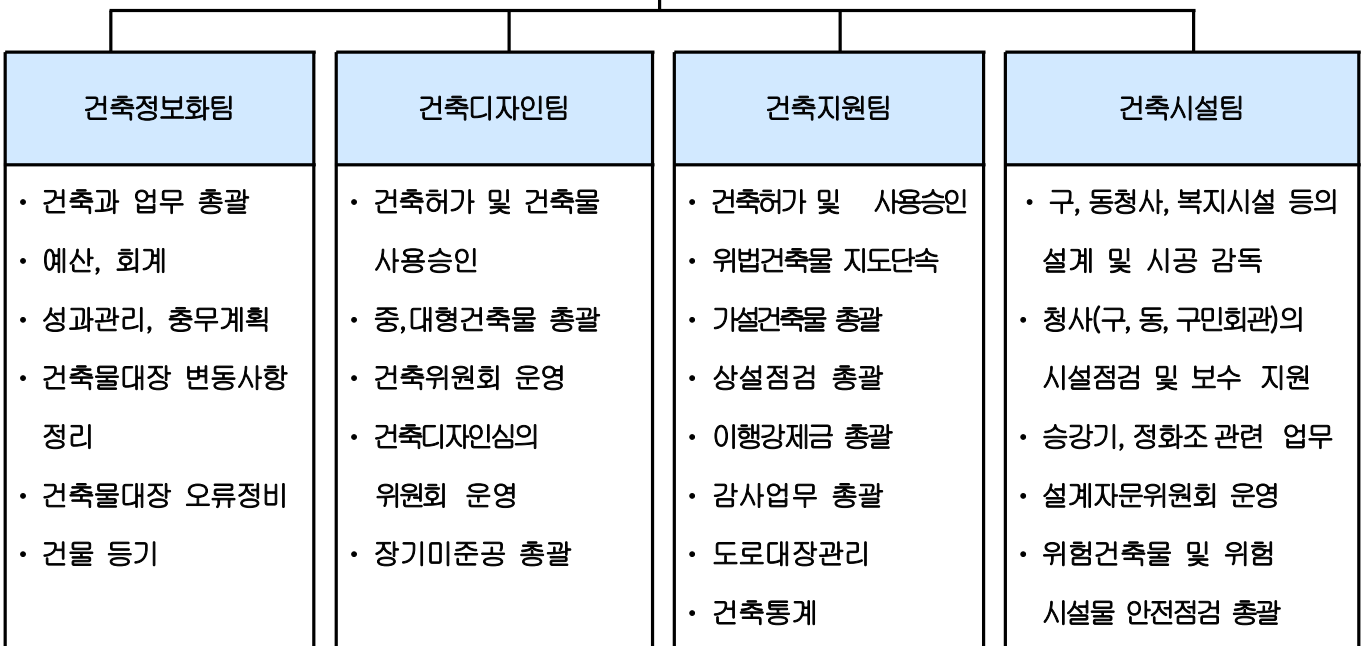 건축정보화팀
· 건축과 업무 총괄
· 예산, 회계
· 성과관리, 충무계획
· 건축물대장 변동사항
정리
· 건축물대장 오류정비
· 건물 등기
건축디자인팀
· 건축허가 및 건축물
사용승인
· 중,대형건축물 총괄
· 건축위원회 운영
· 건축디자인심의
위원회 운영
· 장기미준공 총괄
건축지원팀
· 건축허가 및 사용승인
· 위법건축물 지도단속
· 가설건축물 총괄
· 상설점검 총괄
· 이행강제금 총괄
· 감사업무 총괄
· 도로대장관리
· 건축통계
건축시설팀
· 구, 동청사, 복지시설 등의
설계 및 시공 감독
· 청사(구, 동, 구민회관)의
시설점검 및 보수 지원
· 승강기, 정화조 관련 업무
· 설계자문위원회 운영
· 위험건축물 및 위험
시설물 안전점검 총괄